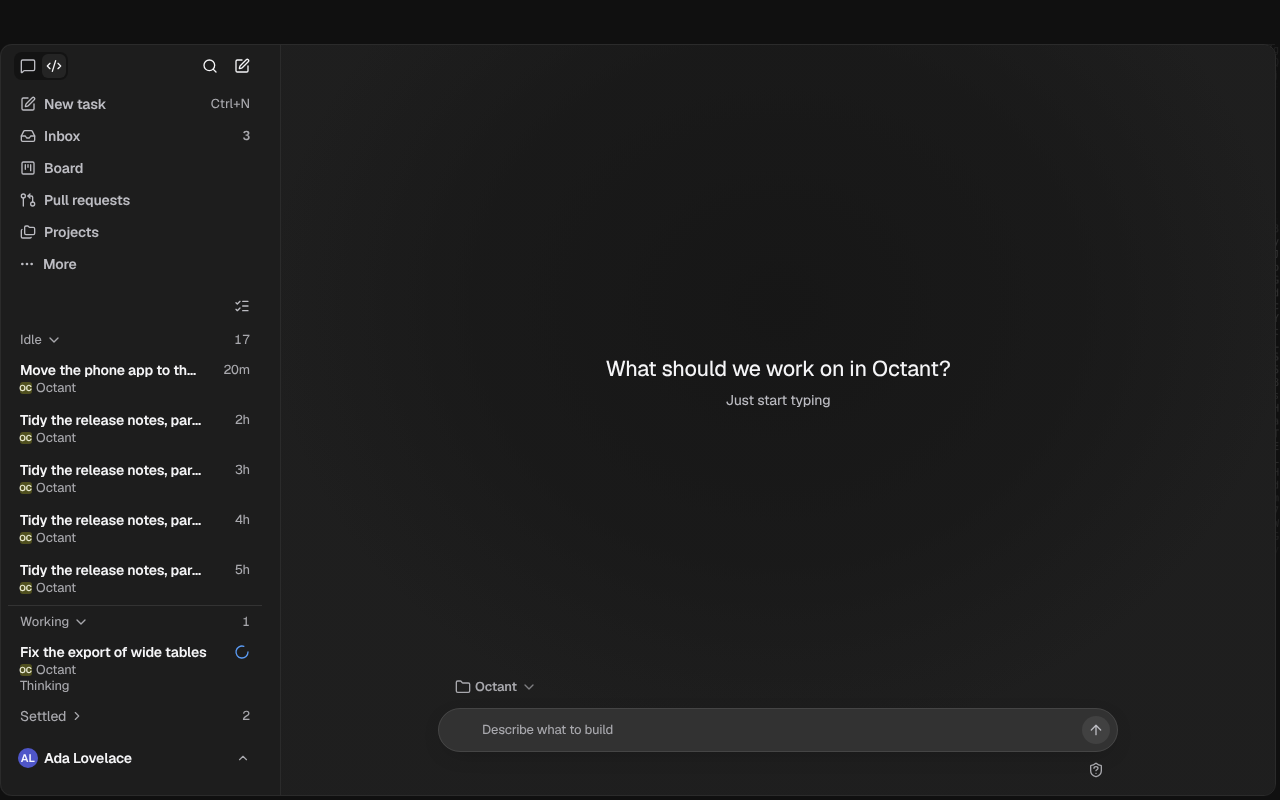 New task Ctrl+N
Inbox 3
Board
Pull requests
Projects
More
Idle 17
Move the phone app to th... 20m
OC Octant
Tidy the release notes, par... 2h
OC Octant
Tidy the release notes, par... 3h
OC Octant
Tidy the release notes, par... 4h
OC Octant
Tidy the release notes, par... 5h
OC Octant
Working 1
Fix the export of wide tables
OC Octant
Thinking
Settled 2
AL Ada Lovelace
What should we work on in Octant?
Just start typing
Octant
Describe what to build